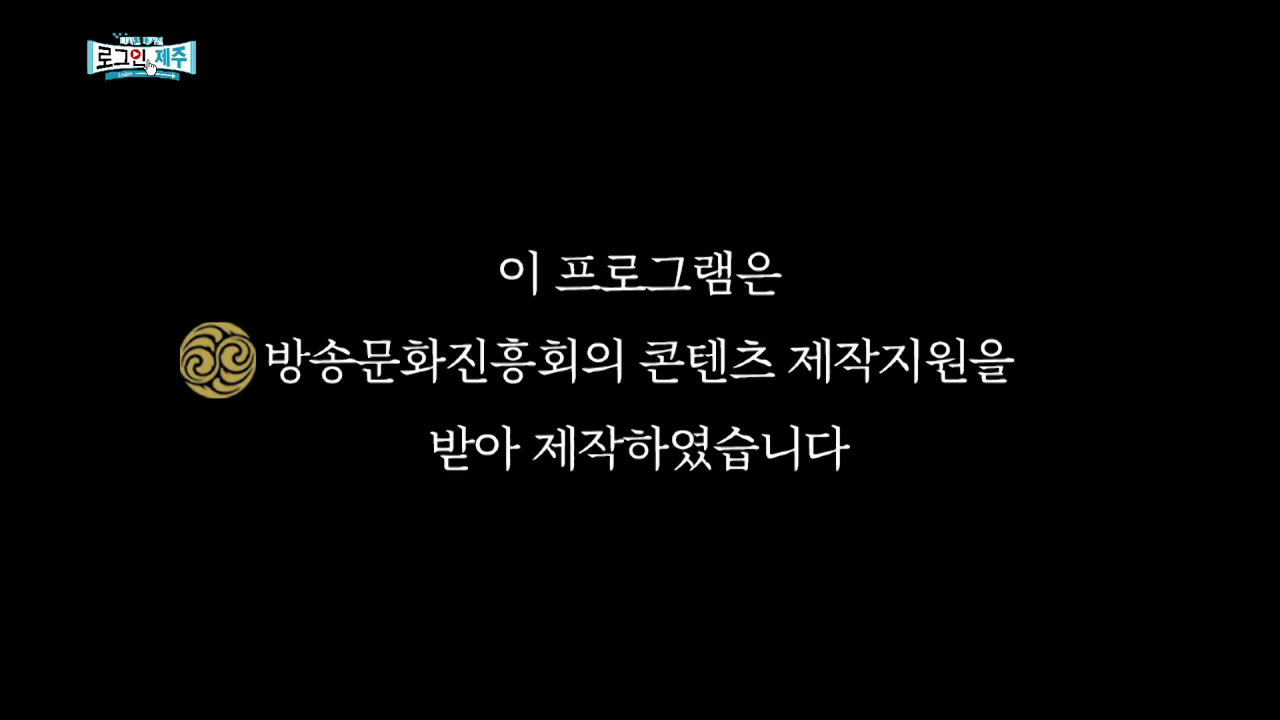 로그인 제주
Login
이 프로그램은
방송문화진흥회의 콘텐츠 제작지원을
받아 제작하였습니다